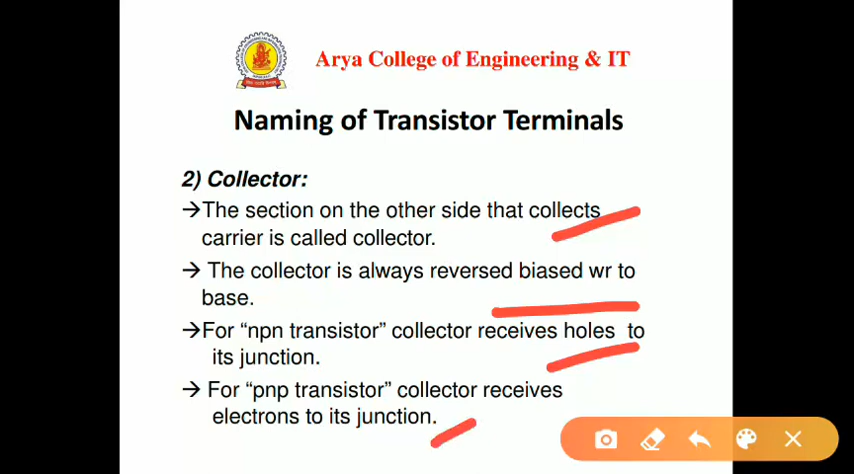 Arya College of Engineering & IT
Naming of Transistor Terminals
2) Collector:
→The section on the other side that collects
carrier is called collector.
→ The collector is always reversed biased wr to
base.
→For “npn transistor” collector receives holes to
its junction.
→ For “pnp transistor” collector receives
electrons to its junction.